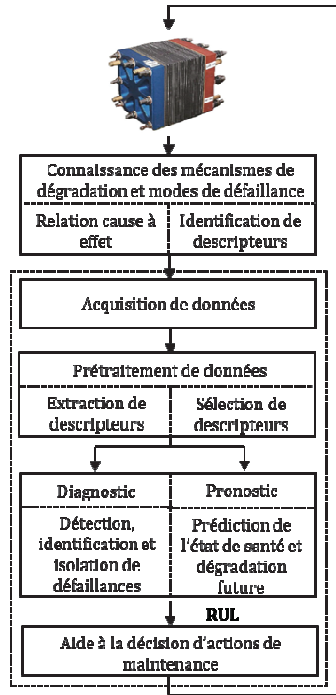 Connaissance des mécanismes de
dégradation et modes de défaillance
Relation cause à
effet
Identification de
descripteurs
Acquisition de données
Prétraitement de données
Extraction de
descripteurs
Sélection de
descripteurs
Diagnostic
Détection,
identification et
isolation de
défaillances
Pronostic
Prédiction de
l'état de santé et
dégradation
future
RUL
Aide à la décision d'actions de
maintenance